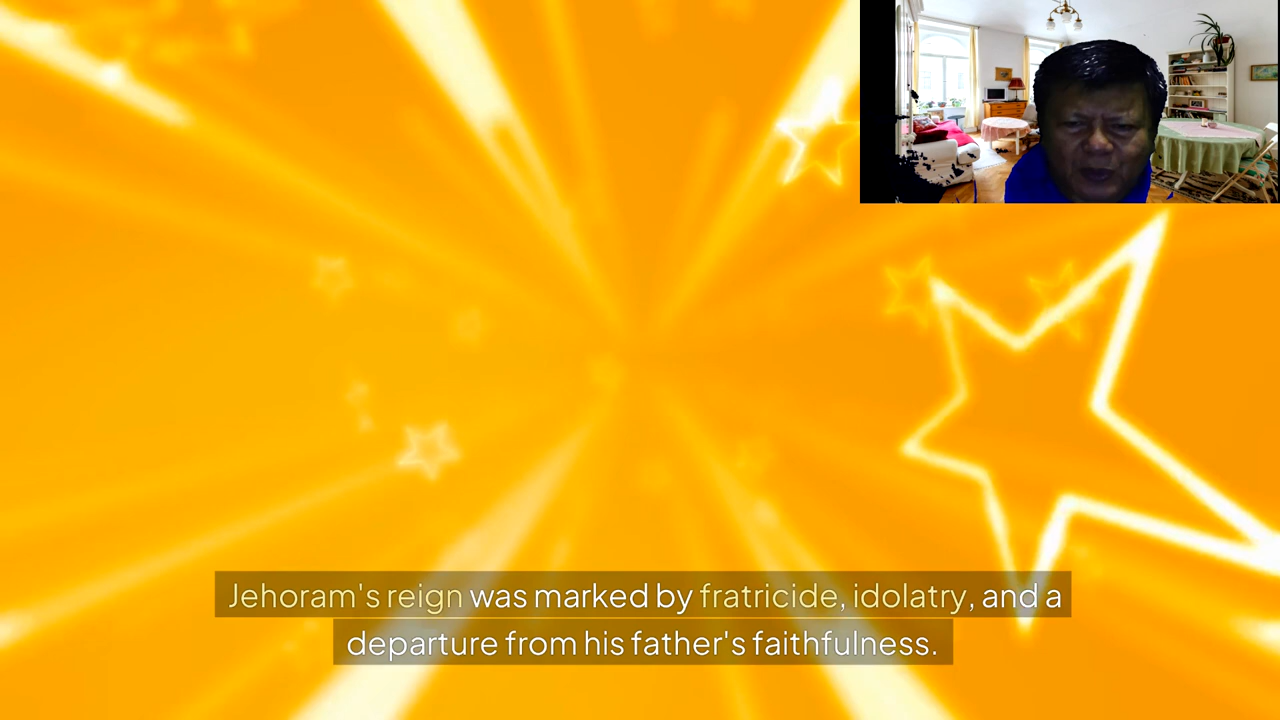 Jehoram's reign was marked by fratricide, idolatry, and a
departure from his father's faithfulness.